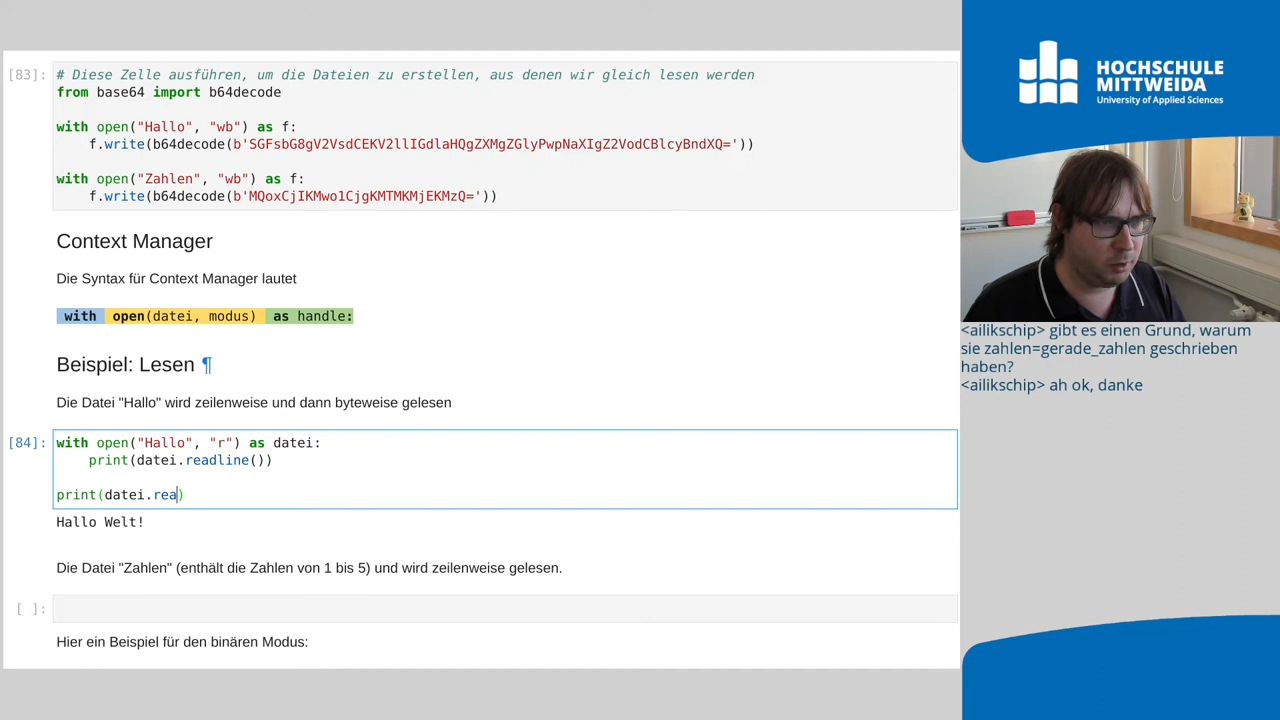 [83]:
# Diese Zelle ausführen, um die Dateien zu erstellen, aus denen wir gleich lesen werden
from base64 import b64decode
with open("Hallo", "wb") as f:
f.write(b64decode(b'SGFsbG8gV2VsdCEKV2llIGdlaHQgZXMgZGlyPwpNaXIgZ2VodCBlcyBndXQ='))
with open("Zahlen", "wb") as f:
f.write(b64decode(b'MQoxCjIKMwo1CjgKMTMKMjEKMzQ='))
Context Manager
Die Syntax für Context Manager lautet
with open(datei, modus) as handle:
Beispiel: Lesen ¶
Die Datei "Hallo" wird zeilenweise und dann byteweise gelesen
[84]:
with open("Hallo", "r") as datei:
print(datei.readline())
print(datei.rea)
Hallo Welt!
Die Datei "Zahlen" (enthält die Zahlen von 1 bis 5) und wird zeilenweise gelesen.
[ ]:
Hier ein Beispiel für den binären Modus:
HOCHSCHULE
MITTWEIDA
University of Applied Sciences
<ailikschip> gibt es einen Grund, warum
sie zahlen=gerade_zahlen geschrieben
haben?
<ailikschip> ah ok, danke